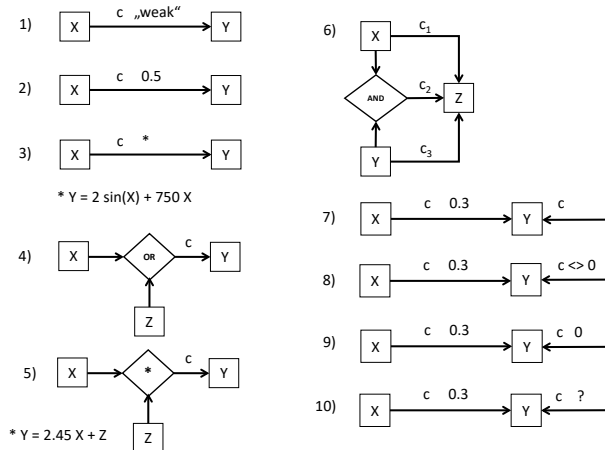 1) X c „weak“ Y
2) X c 0.5 Y
3) X c * Y
* Y = 2 sin(X) + 750 X
4) X OR c Y
Z
5) X * c Y
* Y = 2.45 X + Z Z
6) X c1
AND c2 Z
Y c3
7) X c 0.3 Y c
8) X c 0.3 Y c <> 0
9) X c 0.3 Y c 0
10) X c 0.3 Y c ?